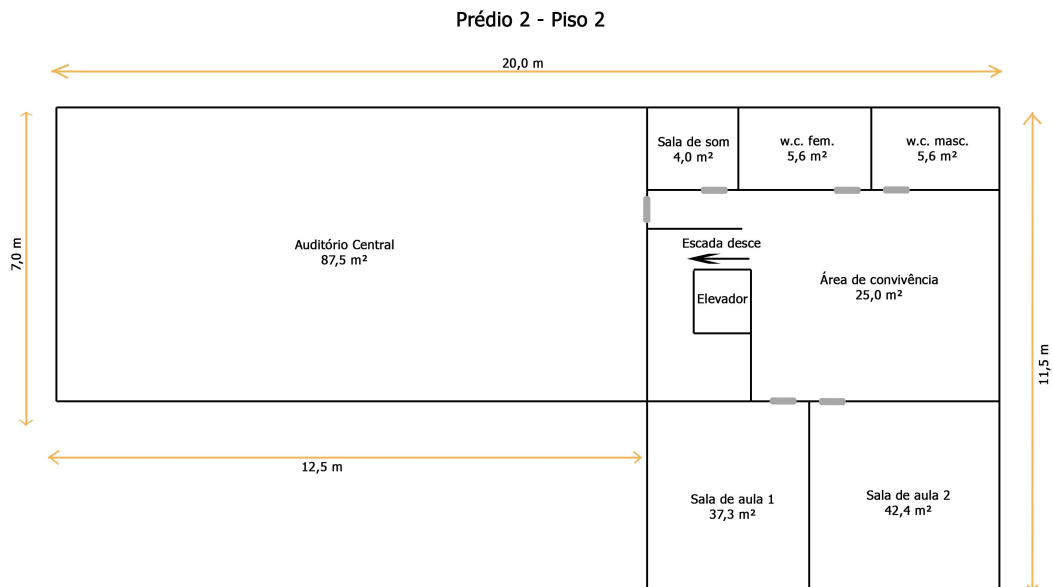 Prédio 2 - Piso 2
20,0 m
Sala de som
4,0 m²
w.c. fem.
5,6 m²
w.c. masc.
5,6 m²
7,0 m
Auditório Central
87,5 m²
Escada desce
Elevador
Área de convivência
25,0 m²
11,5 m
12,5 m
Sala de aula 1
37,3 m²
Sala de aula 2
42,4 m²